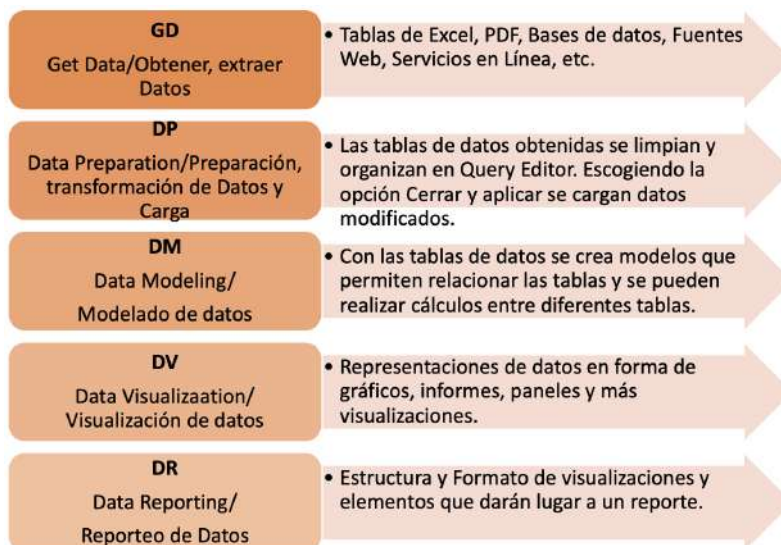 GD
Get Data/Obtener, extraer
Datos
• Tablas de Excel, PDF, Bases de datos, Fuentes
Web, Servicios en Línea, etc.
DP
Data Preparation/Preparación,
transformación de Datos y
Carga
• Las tablas de datos obtenidas se limpian y
organizan en Query Editor. Escogiendo la
opción Cerrar y aplicar se cargan datos
modificados.
DM
Data Modeling/
Modelado de datos
• Con las tablas de datos se crea modelos que
permiten relacionar las tablas y se pueden
realizar cálculos entre diferentes tablas.
DV
Data Visualizaation/
Visualización de datos
• Representaciones de datos en forma de
gráficos, informes, paneles y más
visualizaciones.
DR
Data Reporting/
Reporteo de Datos
• Estructura y Formato de visualizaciones y
elementos que darán lugar a un reporte.